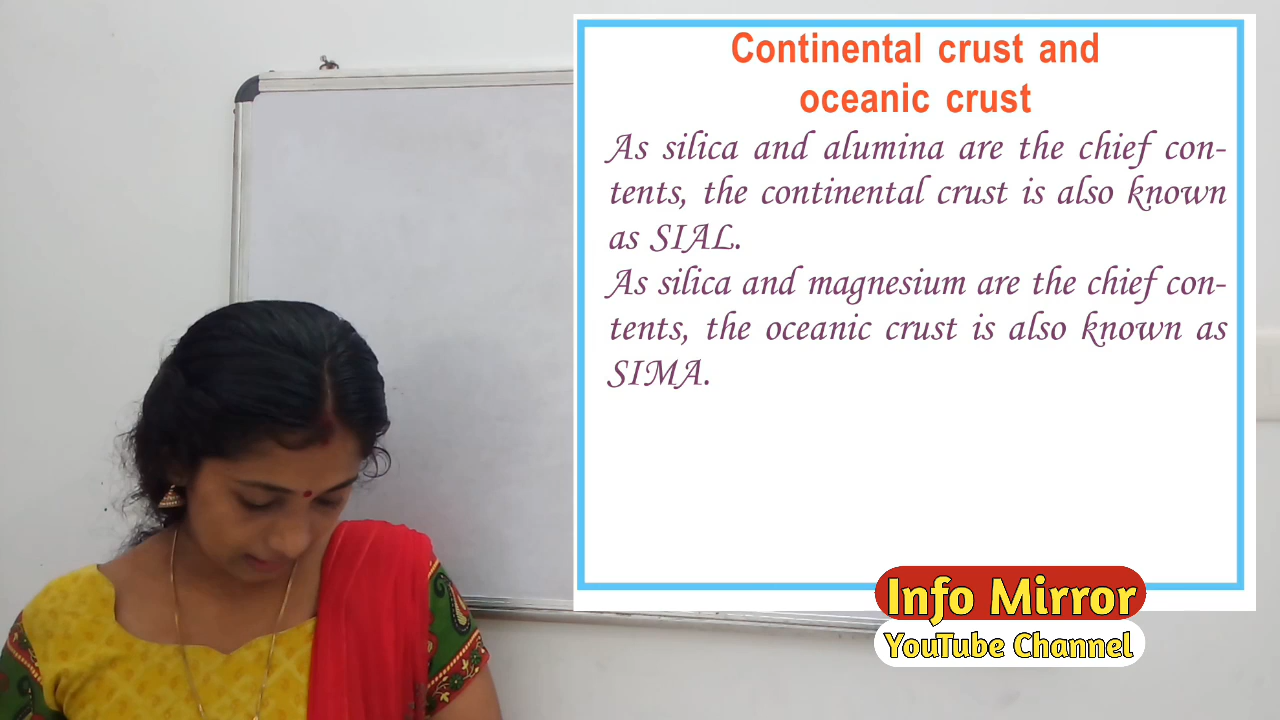 Continental crust and
oceanic crust
As silica and alumina are the chief con-
tents, the continental crust is also known
as SIAL.
As silica and magnesium are the chief con-
tents, the oceanic crust is also known as
SIMA.
Info Mirror
YouTube Channel